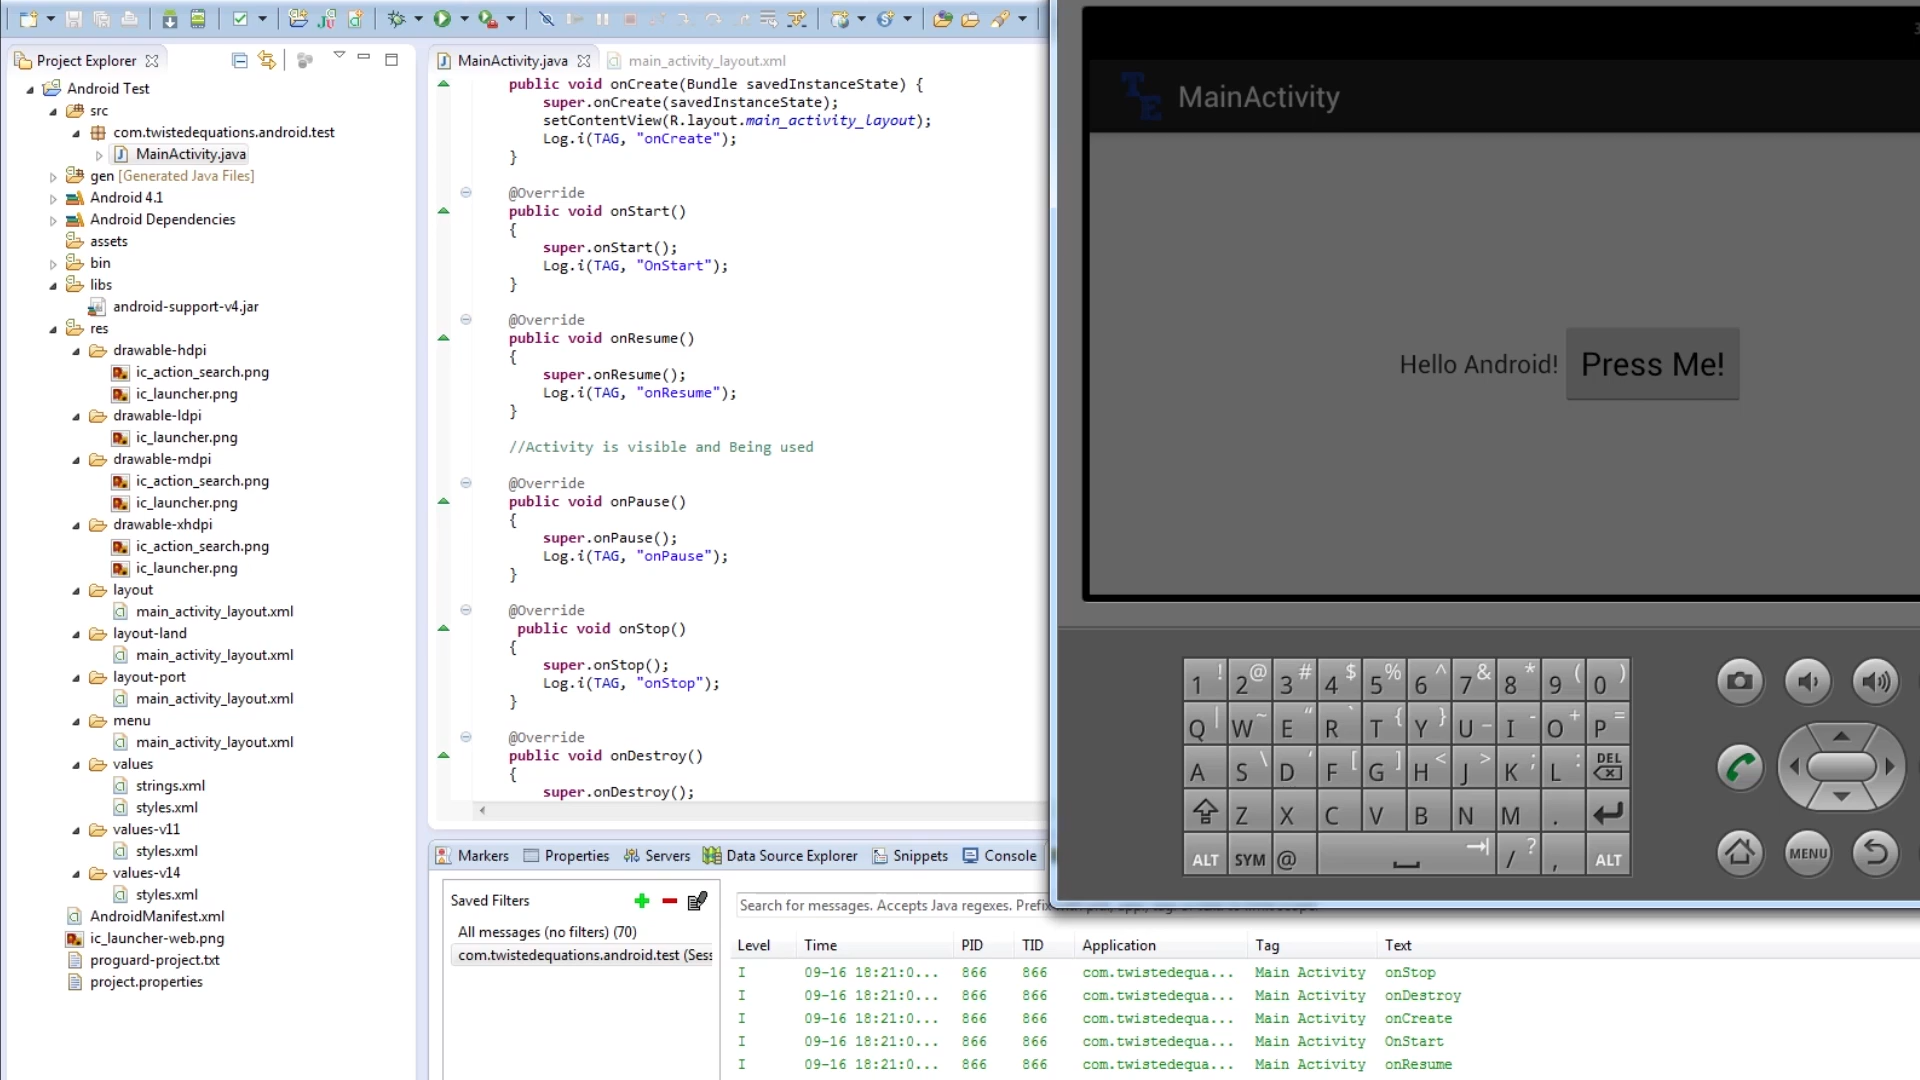 Project Explorer
Android Test
src
com.twistedequations.android.test
MainActivity.java
gen [Generated Java Files]
Android 4.1
Android Dependencies
assets
bin
libs
android-support-v4.jar
res
drawable-hdpi
ic_action_search.png
ic_launcher.png
drawable-ldpi
ic_launcher.png
drawable-mdpi
ic_action_search.png
ic_launcher.png
drawable-xhdpi
ic_action_search.png
ic_launcher.png
layout
main_activity_layout.xml
layout-land
main_activity_layout.xml
layout-port
main_activity_layout.xml
menu
main_activity_layout.xml
values
strings.xml
styles.xml
values-v11
styles.xml
values-v14
styles.xml
AndroidManifest.xml
ic_launcher-web.png
proguard-project.txt
project.properties
MainActivity.java main_activity_layout.xml
public void onCreate(Bundle savedInstanceState) {
super.onCreate(savedInstanceState);
setContentView(R.layout.main_activity_layout);
Log.i(TAG, "onCreate");
}
@Override
public void onStart()
{
super.onStart();
Log.i(TAG, "OnStart");
}
@Override
public void onResume()
{
super.onResume();
Log.i(TAG, "onResume");
}
//Activity is visible and Being used
@Override
public void onPause()
{
super.onPause();
Log.i(TAG, "onPause");
}
@Override
public void onStop()
{
super.onStop();
Log.i(TAG, "onStop");
}
@Override
public void onDestroy()
{
super.onDestroy();
Markers Properties Servers Data Source Explorer Snippets Console
Saved Filters
All messages (no filters) (70)
com.twistedequations.android.test (Sess
Search for messages. Accepts Java regexes. Prefix
Level Time PID TID Application Tag Text
I 09-16 18:21:0... 866 866 com.twistedequa... Main Activity onStop
I 09-16 18:21:0... 866 866 com.twistedequa... Main Activity onDestroy
I 09-16 18:21:0... 866 866 com.twistedequa... Main Activity onCreate
I 09-16 18:21:0... 866 866 com.twistedequa... Main Activity OnStart
I 09-16 18:21:0... 866 866 com.twistedequa... Main Activity onResume
TE MainActivity
Hello Android! Press Me!
1 ! 2 @ 3 # 4 $ 5 % 6 ^ 7 & 8 * 9 ( 0 )
Q | W ~ E " R ` T { Y } U _ I - O + P =
A S \ D ' F [ G ] H < J > K ; L : DEL
Z X C V B N M .
ALT SYM @ / ? , ALT
MENU